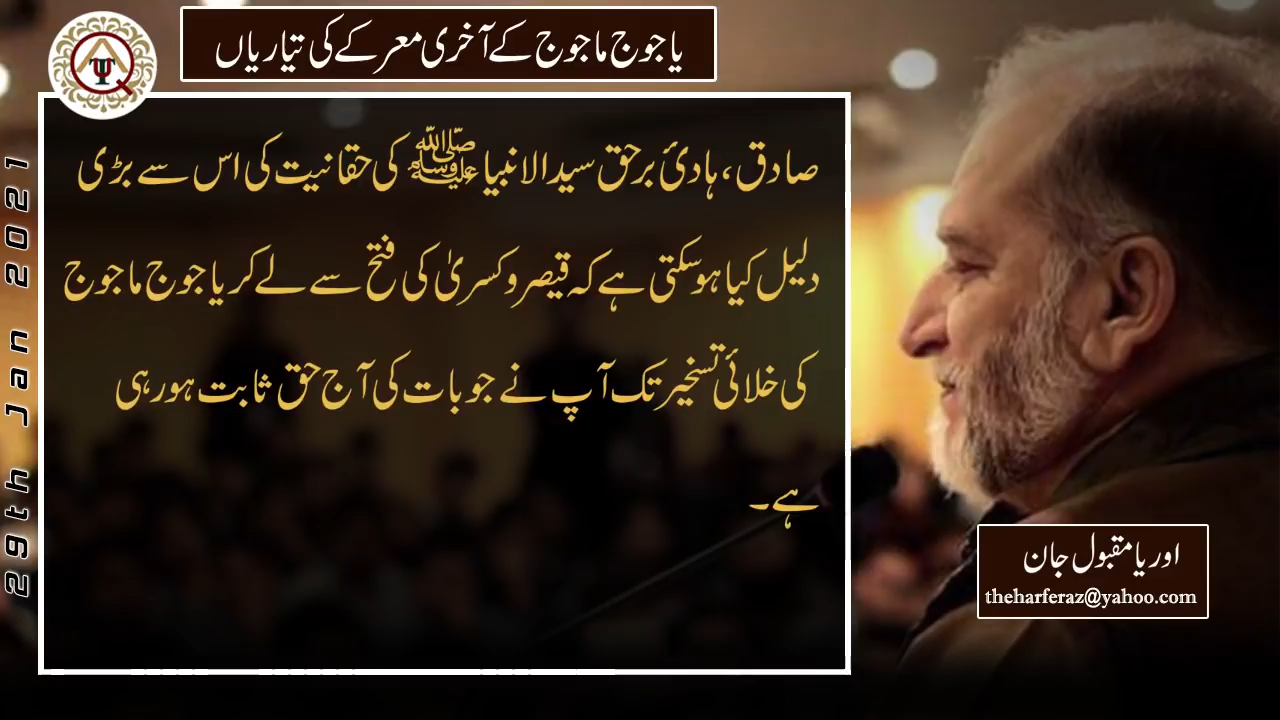 یاجوج ماجوج کے آخری معرکے کی تیاریاں
صادق، ہادیٔ برحق سیدالانبیا ﷺ کی حقانیت کی اس سے بڑی
دلیل کیا ہو سکتی ہے کہ قیصر و کسریٰ کی فتح سے لے کر یاجوج ماجوج
کی خلائی تسخیر تک آپ نے جو بات کی آج حق ثابت ہو رہی
ہے۔
اوریا مقبول جان
theharferaz@yahoo.com
29th Jan 2021